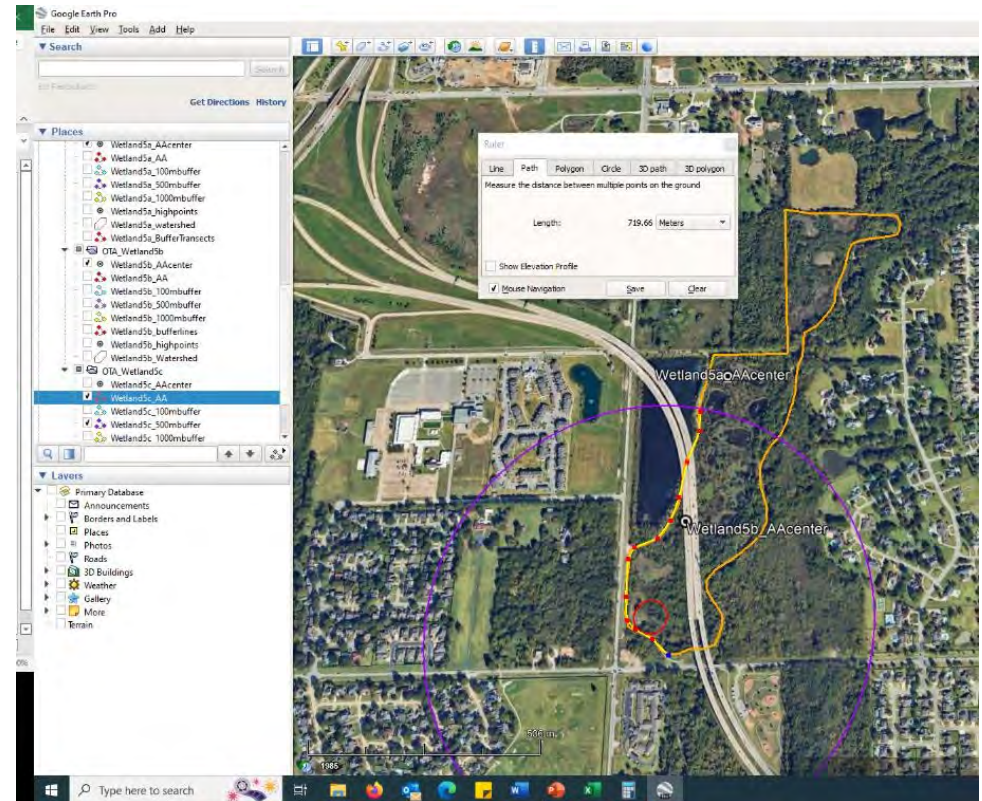 Google Earth Pro
File Edit View Tools Add Help
Search
Search
Get Directions History
Places
Wetland5a_AAcenter
Wetland5a_AA
Wetland5a_100mbuffer
Wetland5a_500mbuffer
Wetland5a_1000mbuffer
Wetland5a_highpoints
Wetland5a_watershed
Wetland5a_BufferTransects
OTA_Wetland5b
Wetland5b_AAcenter
Wetland5b_AA
Wetland5b_100mbuffer
Wetland5b_500mbuffer
Wetland5b_1000mbuffer
Wetland5b_bufferlines
Wetland5b_highpoints
Wetland5b_Watershed
OTA_Wetland5c
Wetland5c_AAcenter
Wetland5c_AA
Wetland5c_100mbuffer
Wetland5c_500mbuffer
Wetland5c_1000mbuffer
Layers
Primary Database
Announcements
Borders and Labels
Places
Photos
Roads
3D Buildings
Weather
Gallery
More
Terrain
Ruler
Line Path Polygon Circle 3D path 3D polygon
Measure the distance between multiple points on the ground
Length: 719.66 Meters
Show Elevation Profile
Mouse Navigation Save Clear
Wetland5a_AAcenter
Wetland5b_AAcenter
1985
Type here to search